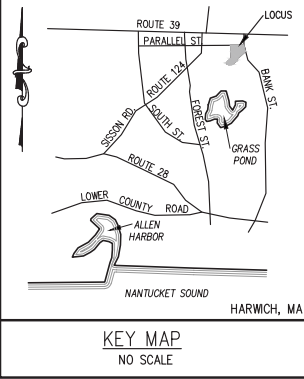 LOCUS
ROUTE 39
PARALLEL ST.
ROUTE 124
BANK ST.
SISSON RD.
SOUTH ST.
FOREST ST.
GRASS
POND
ROUTE 28
LOWER COUNTY ROAD
ALLEN
HARBOR
NANTUCKET SOUND
HARWICH, MA
KEY MAP
NO SCALE